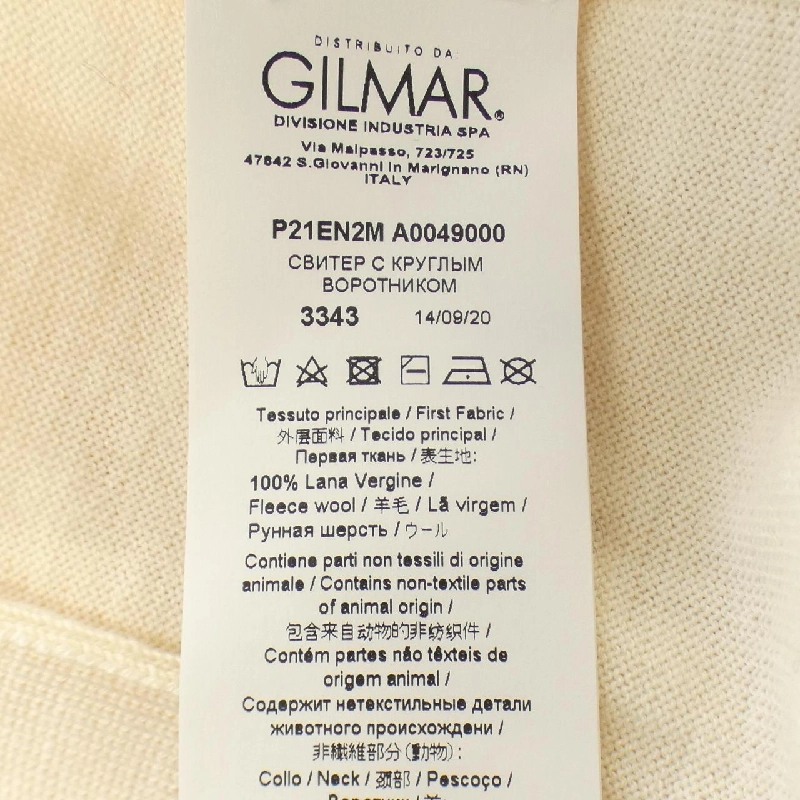 DISTRIBUITO DA:
GILMAR®
DIVISIONE INDUSTRIA SPA
Via Malpasso, 723/725
47842 S.Giovanni in Marignano (RN)
ITALY
P21EN2M A0049000
СВИТЕР С КРУГЛЫМ
ВОРОТНИКОМ
3343 14/09/20
Tessuto principale / First Fabric /
外層面料 / Tecido principal /
Первая ткань / 表生地:
100% Lana Vergine /
Fleece wool / 羊毛 / Lã virgem /
Рунная шерсть / ウール
Contiene parti non tessili di origine
animale / Contains non-textile parts
of animal origin /
包含来自动物的非纺织件 /
Contém partes não têxteis de
origem animal /
Содержит нетекстильные детали
животного происхождени /
非繊維部分(動物):
Collo / Neck / 頸部 / Pescoço /